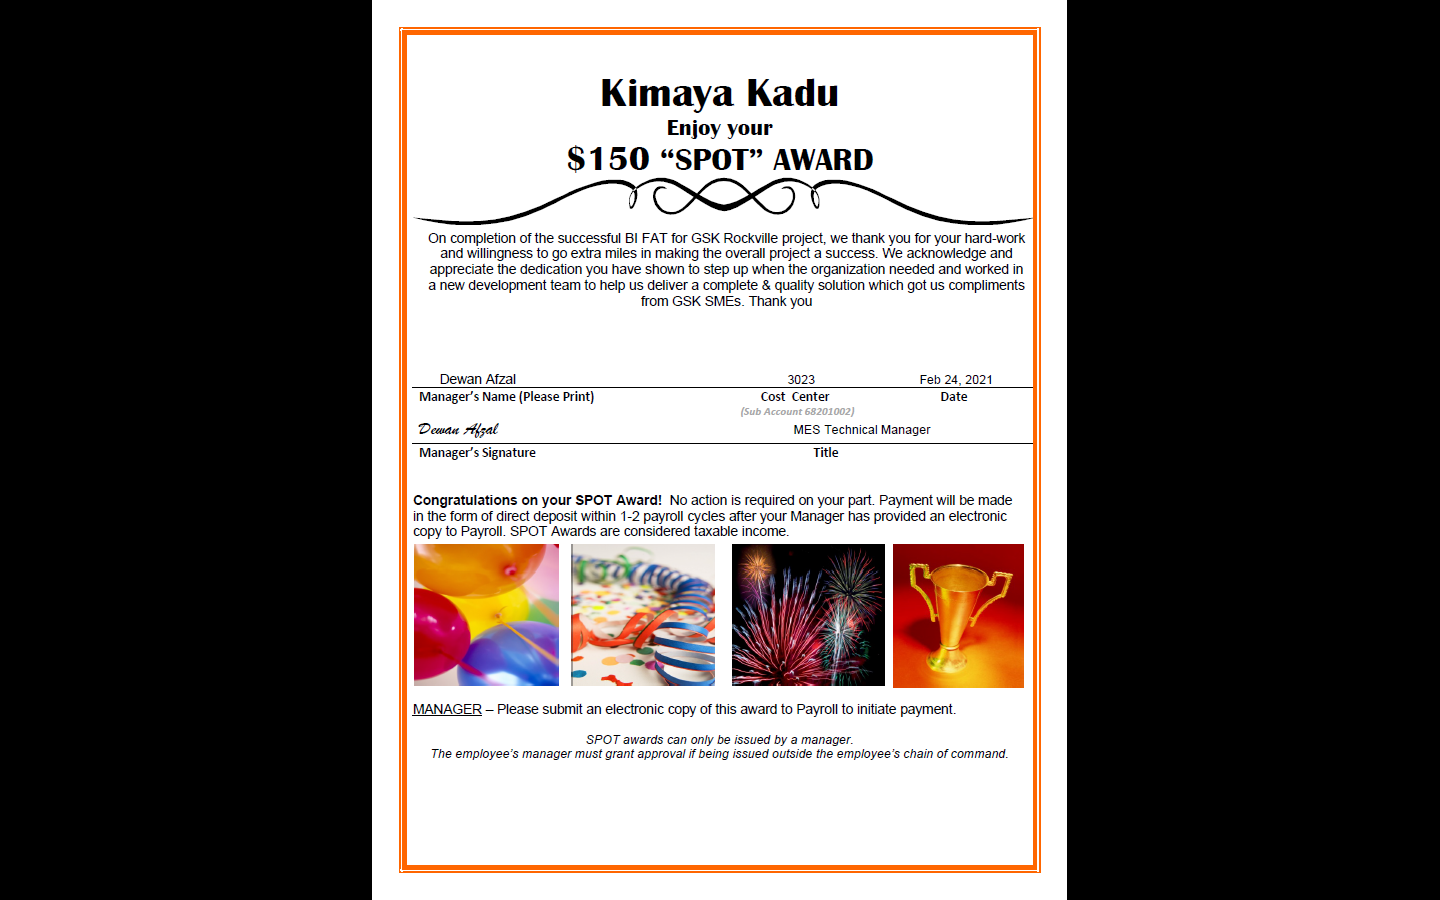 Kimaya Kadu
Enjoy your
$150 “SPOT” AWARD
On completion of the successful BI FAT for GSK Rockville project, we thank you for your hard-work
and willingness to go extra miles in making the overall project a success. We acknowledge and
appreciate the dedication you have shown to step up when the organization needed and worked in
a new development team to help us deliver a complete & quality solution which got us compliments
from GSK SMEs. Thank you
Dewan Afzal 3023 Feb 24, 2021
Manager’s Name (Please Print) Cost Center Date
(Sub Account 68201002)
Dewan Afzal MES Technical Manager
Manager’s Signature Title
Congratulations on your SPOT Award! No action is required on your part. Payment will be made
in the form of direct deposit within 1-2 payroll cycles after your Manager has provided an electronic
copy to Payroll. SPOT Awards are considered taxable income.
MANAGER – Please submit an electronic copy of this award to Payroll to initiate payment.
SPOT awards can only be issued by a manager.
The employee’s manager must grant approval if being issued outside the employee’s chain of command.